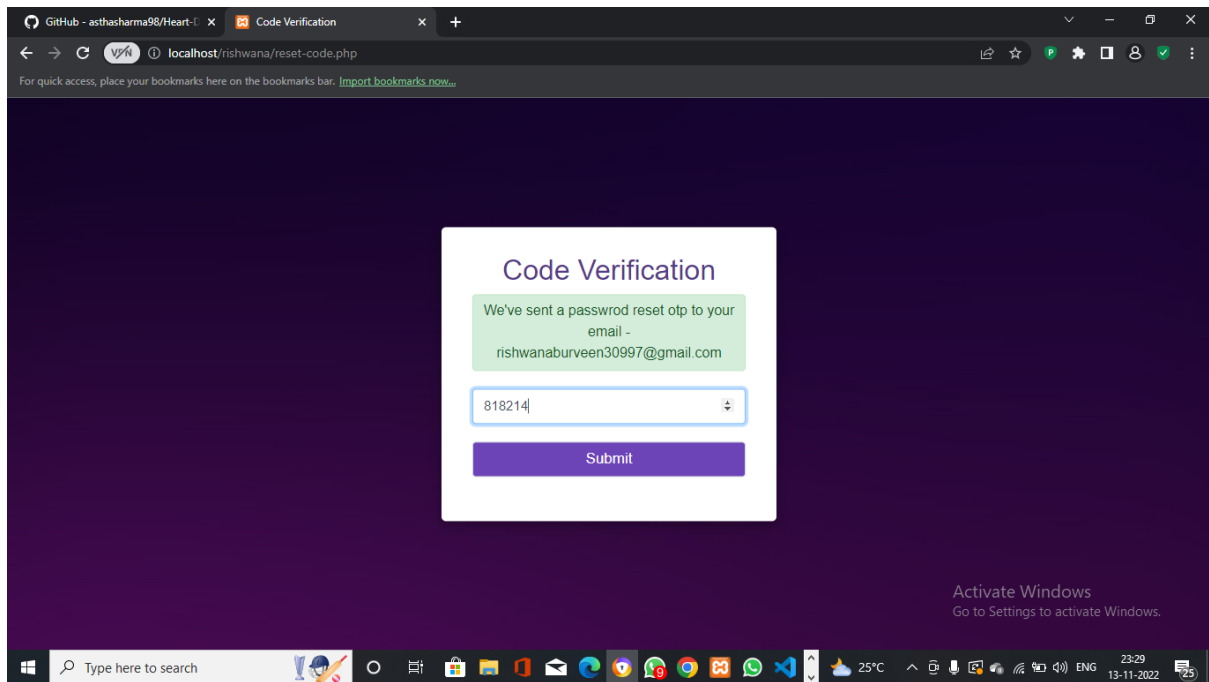 GitHub - asthasharma98/Heart-D
Code Verification
VPN
localhost/rishwana/reset-code.php
For quick access, place your bookmarks here on the bookmarks bar. Import bookmarks now...
Code Verification
We've sent a passwrod reset otp to your
email -
rishwanaburveen30997@gmail.com
818214
Submit
Activate Windows
Go to Settings to activate Windows.
Type here to search
9
25°C
ENG
23:29
13-11-2022
25